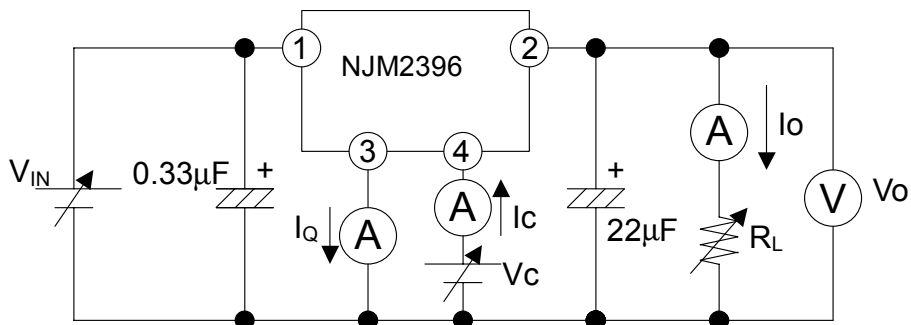 1
2
NJM2396
3
4
V_IN
0.33μF
+
I_Q
A
A
Ic
Vc
+
22μF
A
Io
R_L
V
Vo